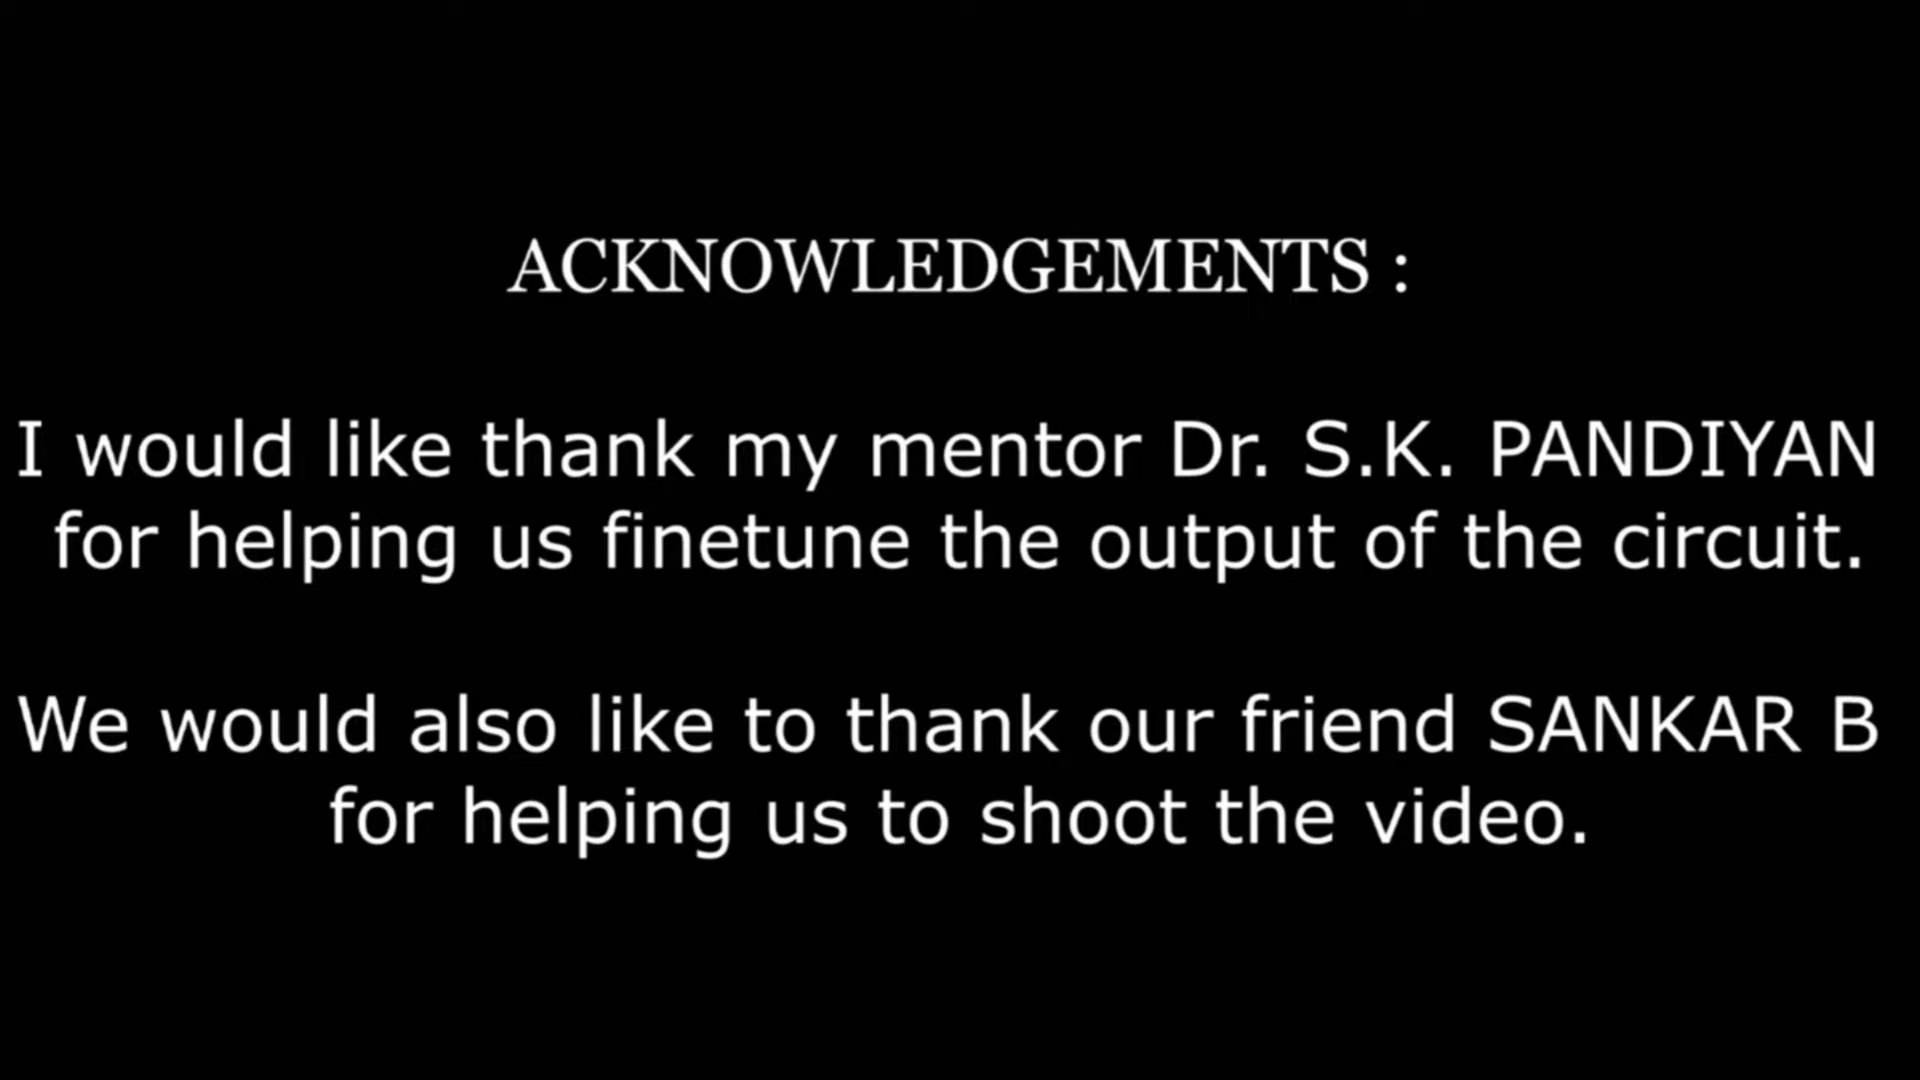 ACKNOWLEDGEMENTS :
I would like thank my mentor Dr. S.K. PANDIYAN
for helping us finetune the output of the circuit.
We would also like to thank our friend SANKAR B
for helping us to shoot the video.